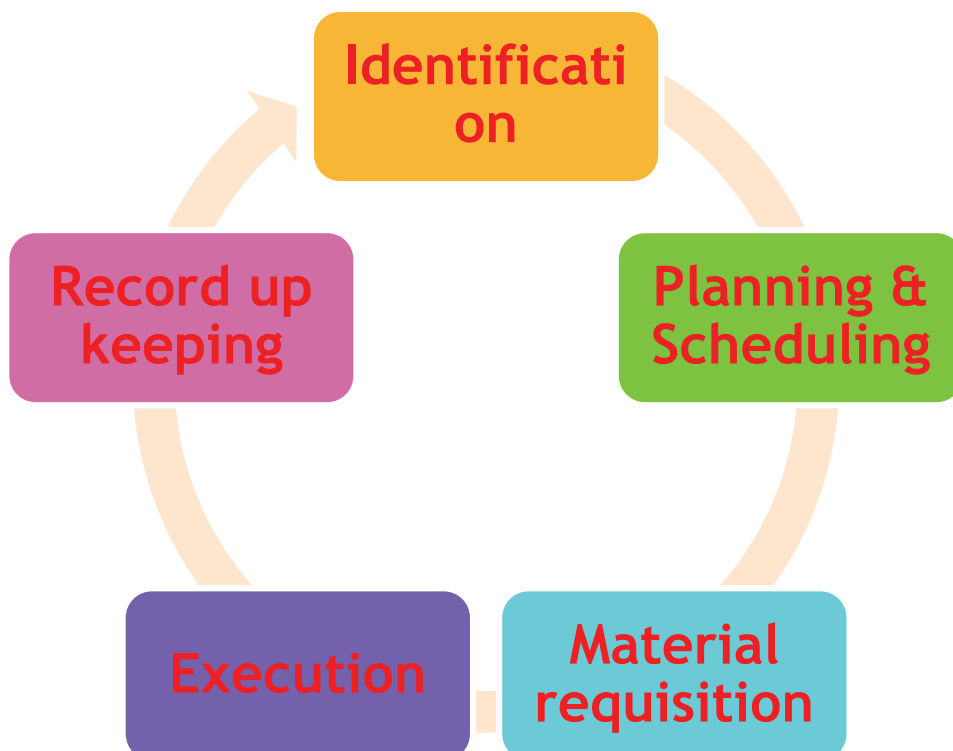 Identificati
on
Planning &
Scheduling
Material
requisition
Execution
Record up
keeping